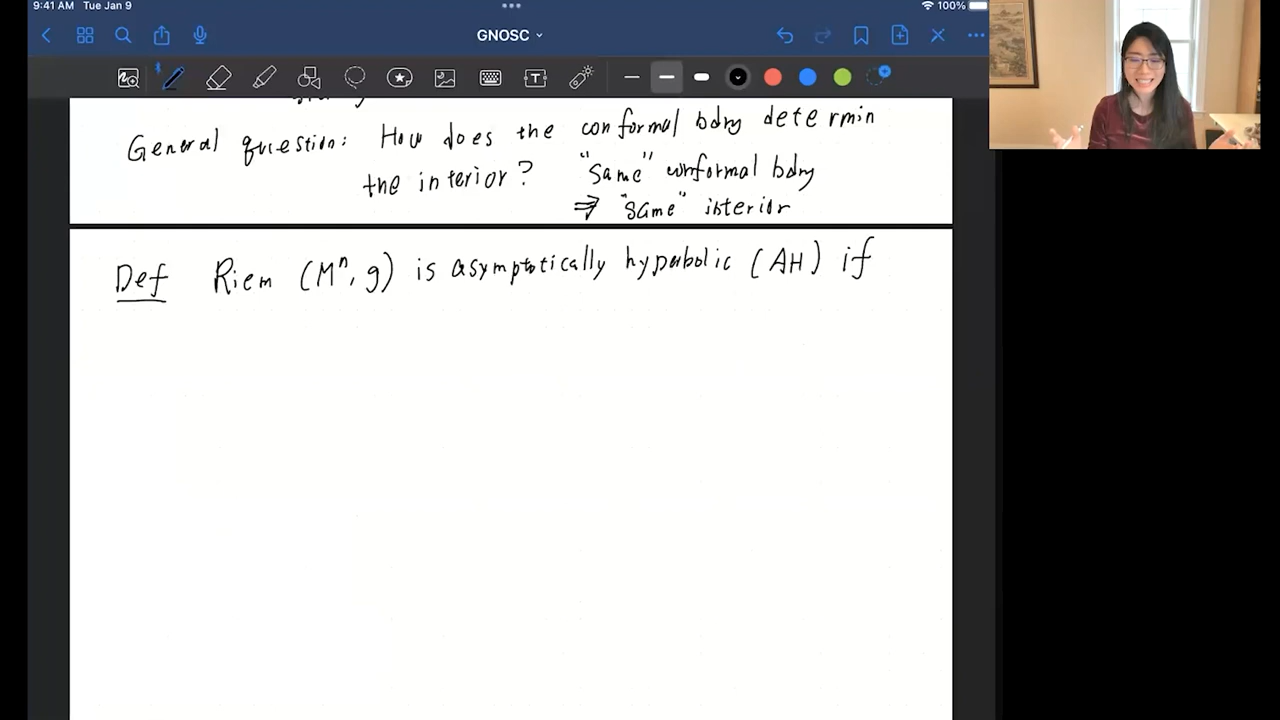 9:41 AM Tue Jan 9
100%
GNOSC
General question: How does the conformal bdry determin
the interior? "Same" conformal bdry
⇒ "same" interior
Def Riem (Mⁿ, g) is asymptotically hyperbolic (AH) if